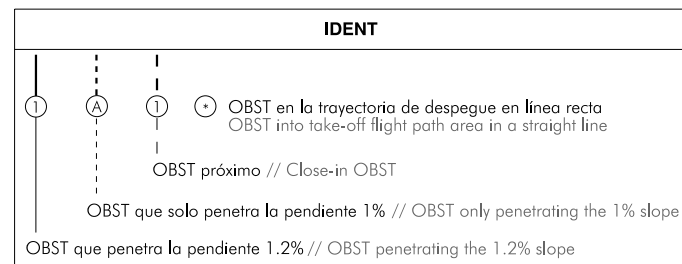 IDENT
1 A 1 * OBST en la trayectoria de despegue en línea recta
OBST into take-off flight path area in a straight line
OBST próximo // Close-in OBST
OBST que solo penetra la pendiente 1% // OBST only penetrating the 1% slope
OBST que penetra la pendiente 1.2% // OBST penetrating the 1.2% slope